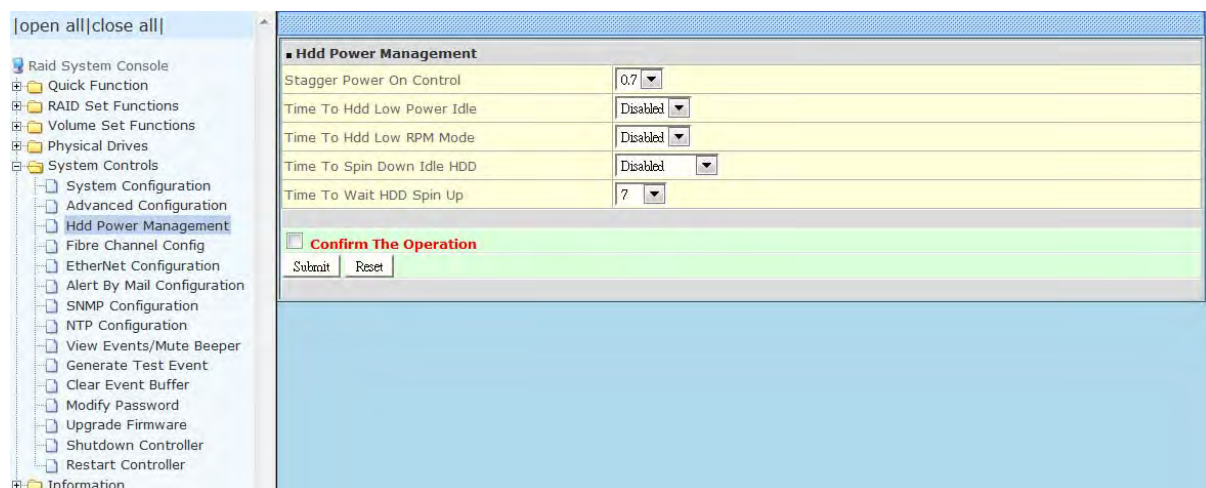 |open all|close all|
Raid System Console
Quick Function
RAID Set Functions
Volume Set Functions
Physical Drives
System Controls
System Configuration
Advanced Configuration
Hdd Power Management
Fibre Channel Config
EtherNet Configuration
Alert By Mail Configuration
SNMP Configuration
NTP Configuration
View Events/Mute Beeper
Generate Test Event
Clear Event Buffer
Modify Password
Upgrade Firmware
Shutdown Controller
Restart Controller
Information
Hdd Power Management
Stagger Power On Control 0.7
Time To Hdd Low Power Idle Disabled
Time To Hdd Low RPM Mode Disabled
Time To Spin Down Idle HDD Disabled
Time To Wait HDD Spin Up 7
Confirm The Operation
Submit Reset